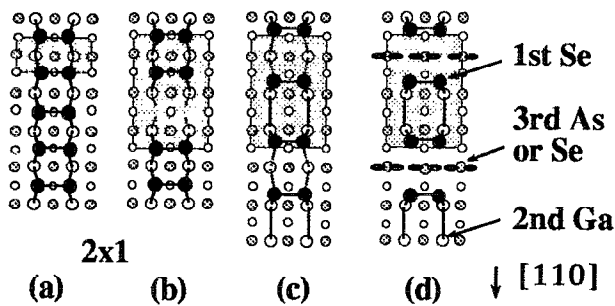 1st Se
3rd As
or Se
2nd Ga
2x1
(a) (b) (c) (d) [110]